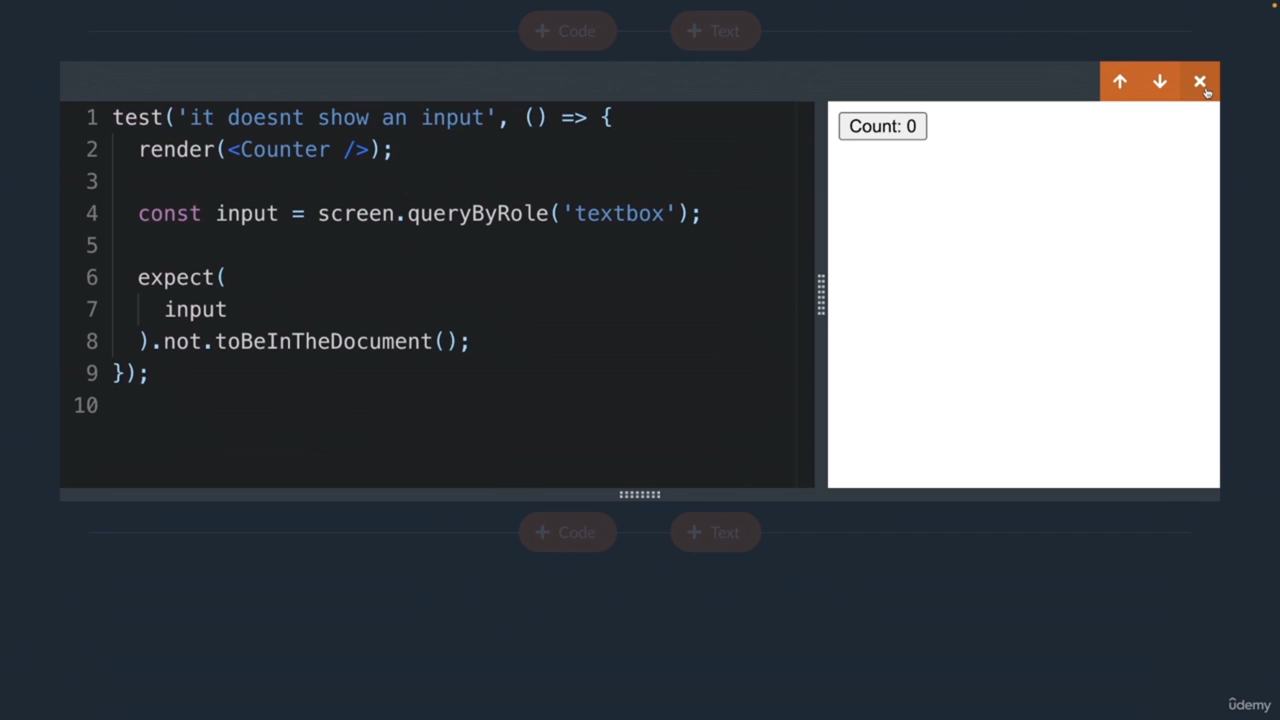 + Code + Text
1 test('it doesnt show an input', () => {
2 render(<Counter />);
3
4 const input = screen.queryByRole('textbox');
5
6 expect(
7 input
8 ).not.toBeInTheDocument();
9 });
10
Count: 0
+ Code + Text
ûdemy